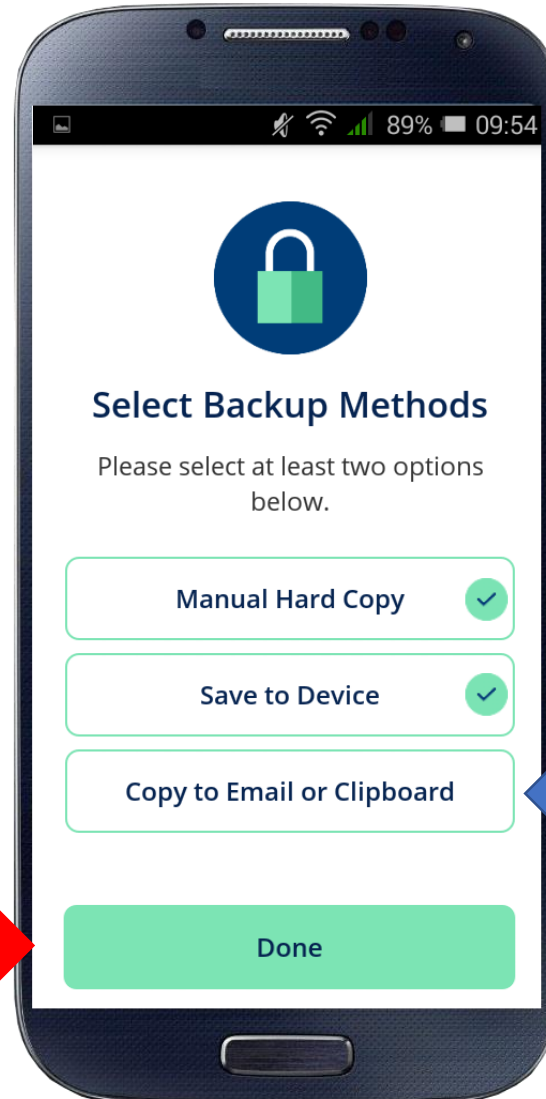 89% 09:54
Select Backup Methods
Please select at least two options
below.
Manual Hard Copy
Save to Device
Copy to Email or Clipboard
Done